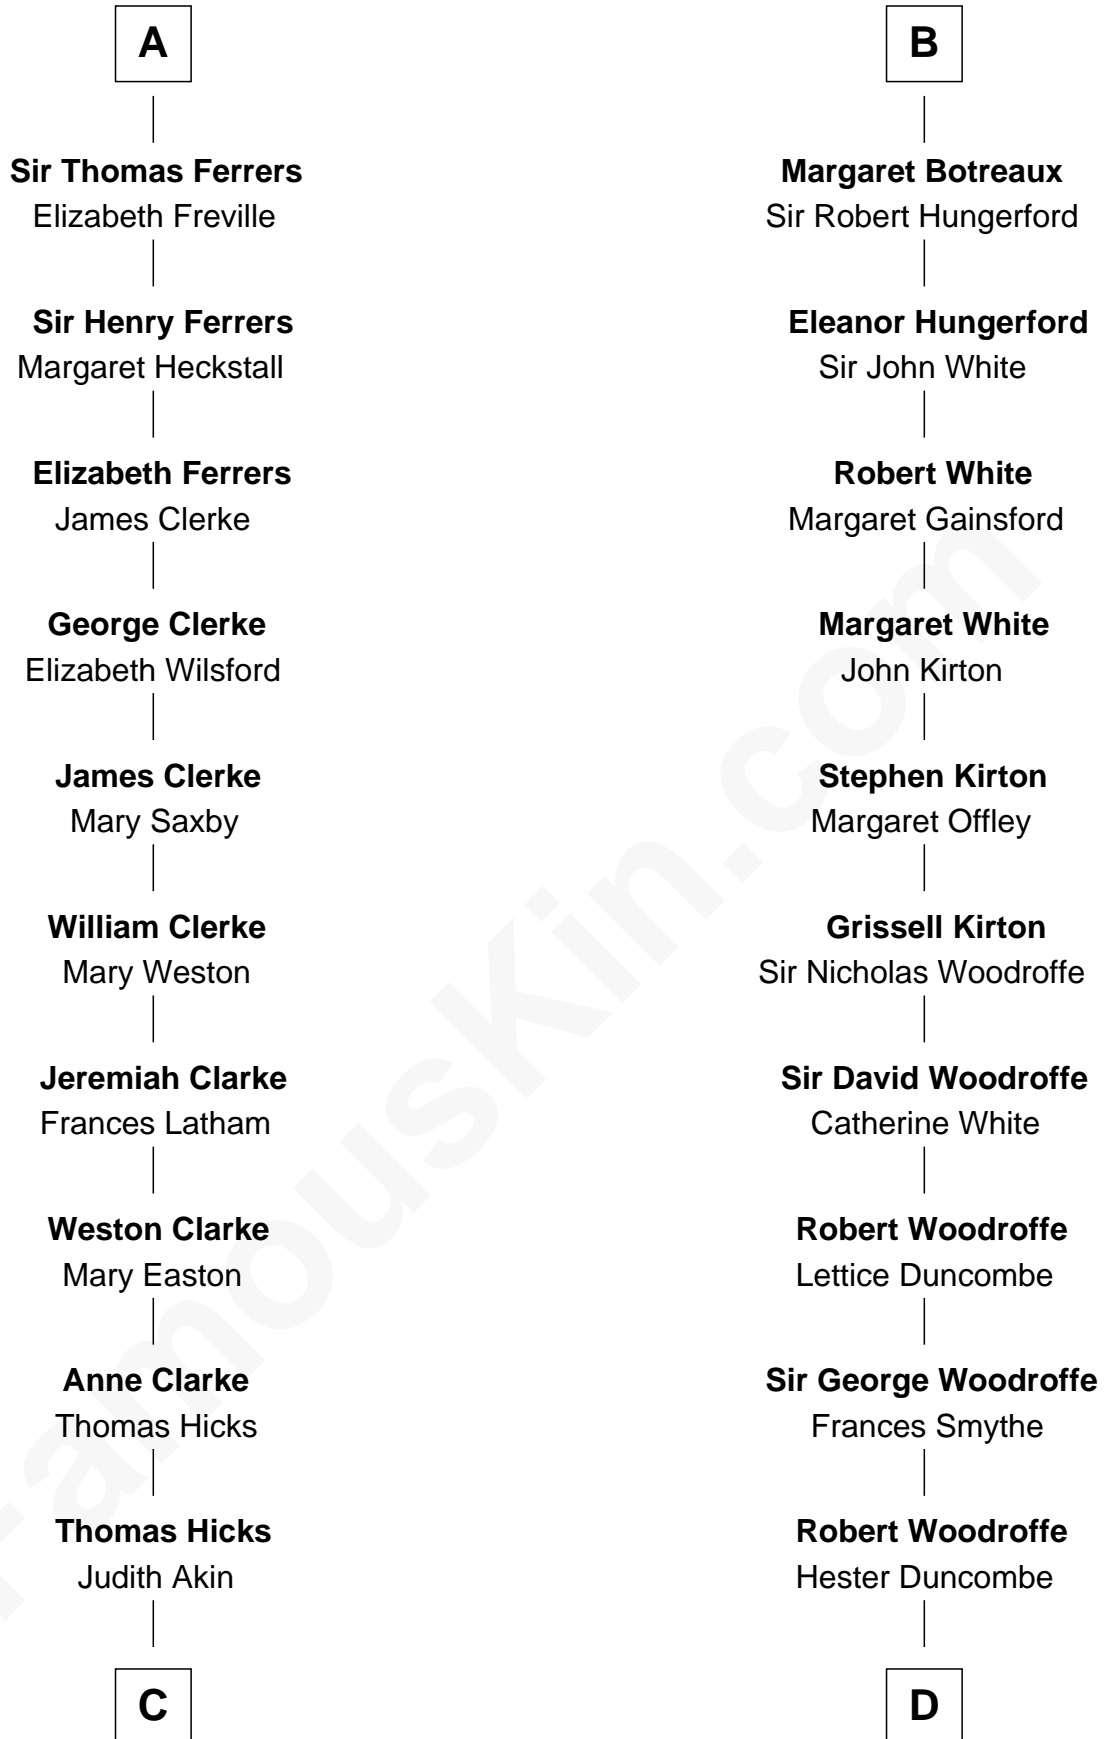 A
Sir Thomas Ferrers
Elizabeth Freville
Sir Henry Ferrers
Margaret Heckstall
Elizabeth Ferrers
James Clerke
George Clerke
Elizabeth Wilsford
James Clerke
Mary Saxby
William Clerke
Mary Weston
Jeremiah Clarke
Frances Latham
Weston Clarke
Mary Easton
Anne Clarke
Thomas Hicks
Thomas Hicks
Judith Akin
C
B
Margaret Botreaux
Sir Robert Hungerford
Eleanor Hungerford
Sir John White
Robert White
Margaret Gainsford
Margaret White
John Kirton
Stephen Kirton
Margaret Offley
Grissell Kirton
Sir Nicholas Woodroffe
Sir David Woodroffe
Catherine White
Robert Woodroffe
Lettice Duncombe
Sir George Woodroffe
Frances Smythe
Robert Woodroffe
Hester Duncombe
D
FamousKin.com